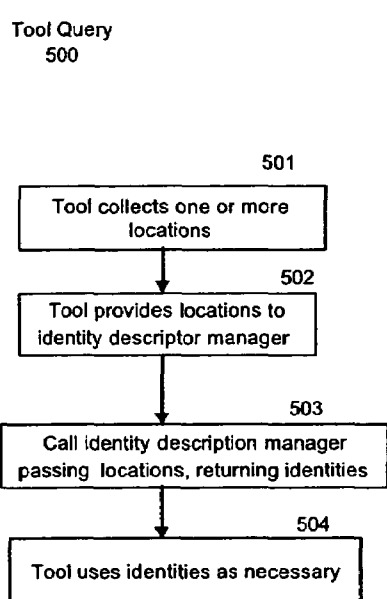 Tool Query
500
501
Tool collects one or more
locations
502
Tool provides locations to
identity descriptor manager
503
Call identity description manager
passing locations, returning identities
504
Tool uses identities as necessary